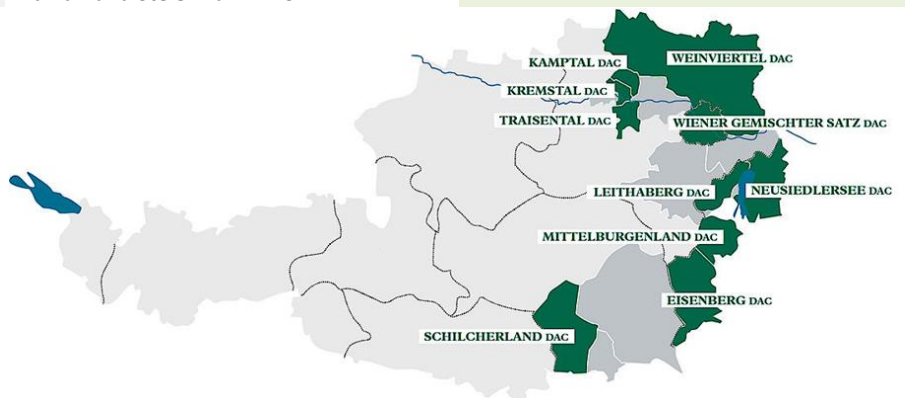 KAMPTAL DAC
WEINVIERTEL DAC
KREMSTAL DAC
TRAISENTAL DAC
WIENER GEMISCHTER SATZ DAC
LEITHABERG DAC
NEUSIEDLERSEE DAC
MITTELBURGENLAND DAC
EISENBERG DAC
SCHILCHERLAND DAC